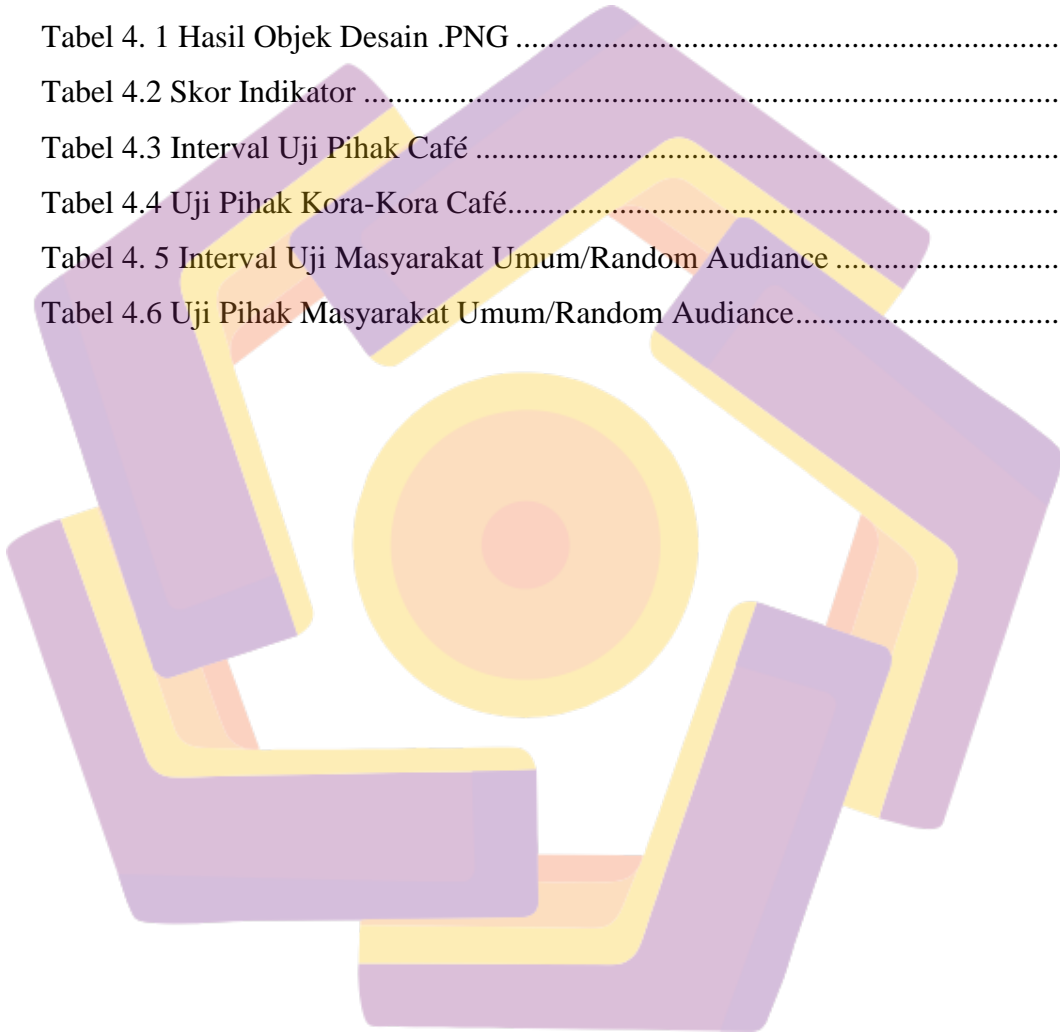 Tabel 4. 1 Hasil Objek Desain .PNG ....................................................................
Tabel 4.2 Skor Indikator .......................................................................................
Tabel 4.3 Interval Uji Pihak Café .........................................................................
Tabel 4.4 Uji Pihak Kora-Kora Café.....................................................................
Tabel 4. 5 Interval Uji Masyarakat Umum/Random Audiance ............................
Tabel 4.6 Uji Pihak Masyarakat Umum/Random Audiance.................................